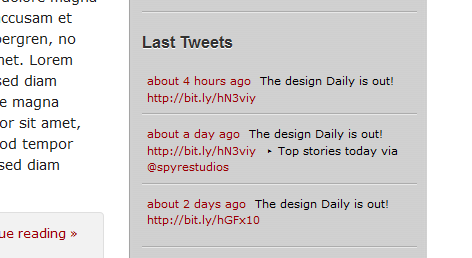 dolore magna
accusam et
bergren, no
met. Lorem
sed diam
e magna
or sit amet,
od tempor
sed diam
ue reading »
Last Tweets
about 4 hours ago The design Daily is out!
http://bit.ly/hN3viy
about a day ago The design Daily is out!
http://bit.ly/hN3viy ‣ Top stories today via
@spyrestudios
about 2 days ago The design Daily is out!
http://bit.ly/hGFx10